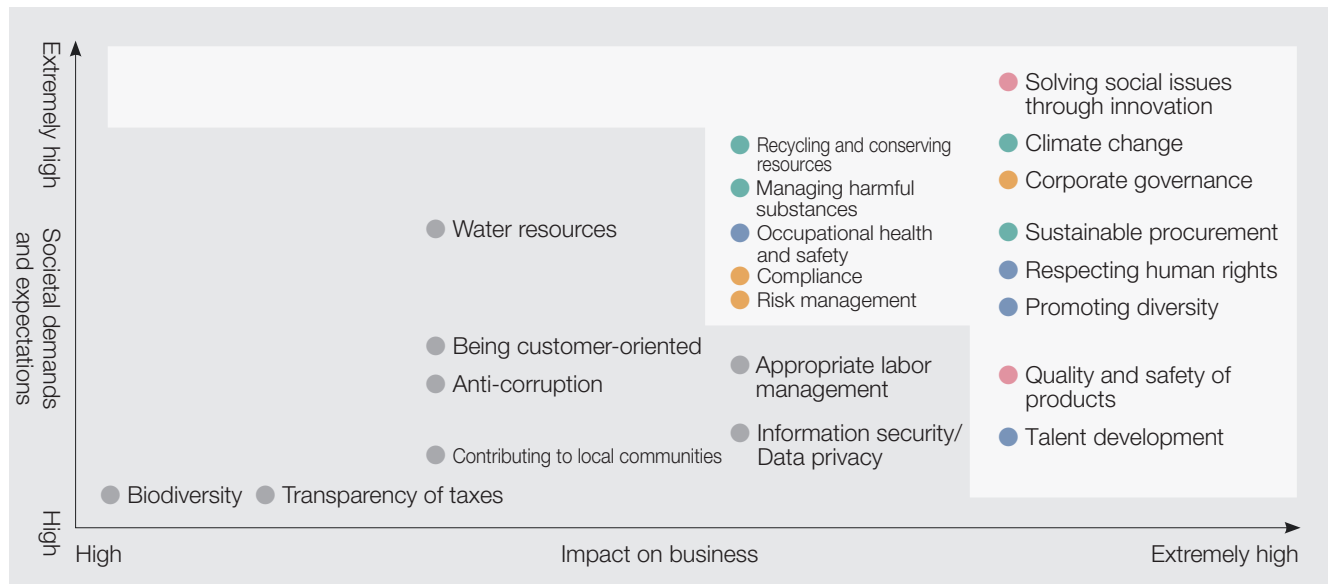 Extremely high
Societal demands
and expectations
High
Solving social issues
through innovation
Climate change
Corporate governance
Sustainable procurement
Respecting human rights
Promoting diversity
Quality and safety of
products
Talent development
Recycling and conserving
resources
Managing harmful
substances
Occupational health
and safety
Compliance
Risk management
Appropriate labor
management
Information security/
Data privacy
Water resources
Being customer-oriented
Anti-corruption
Contributing to local communities
Biodiversity
Transparency of taxes
High
Impact on business
Extremely high